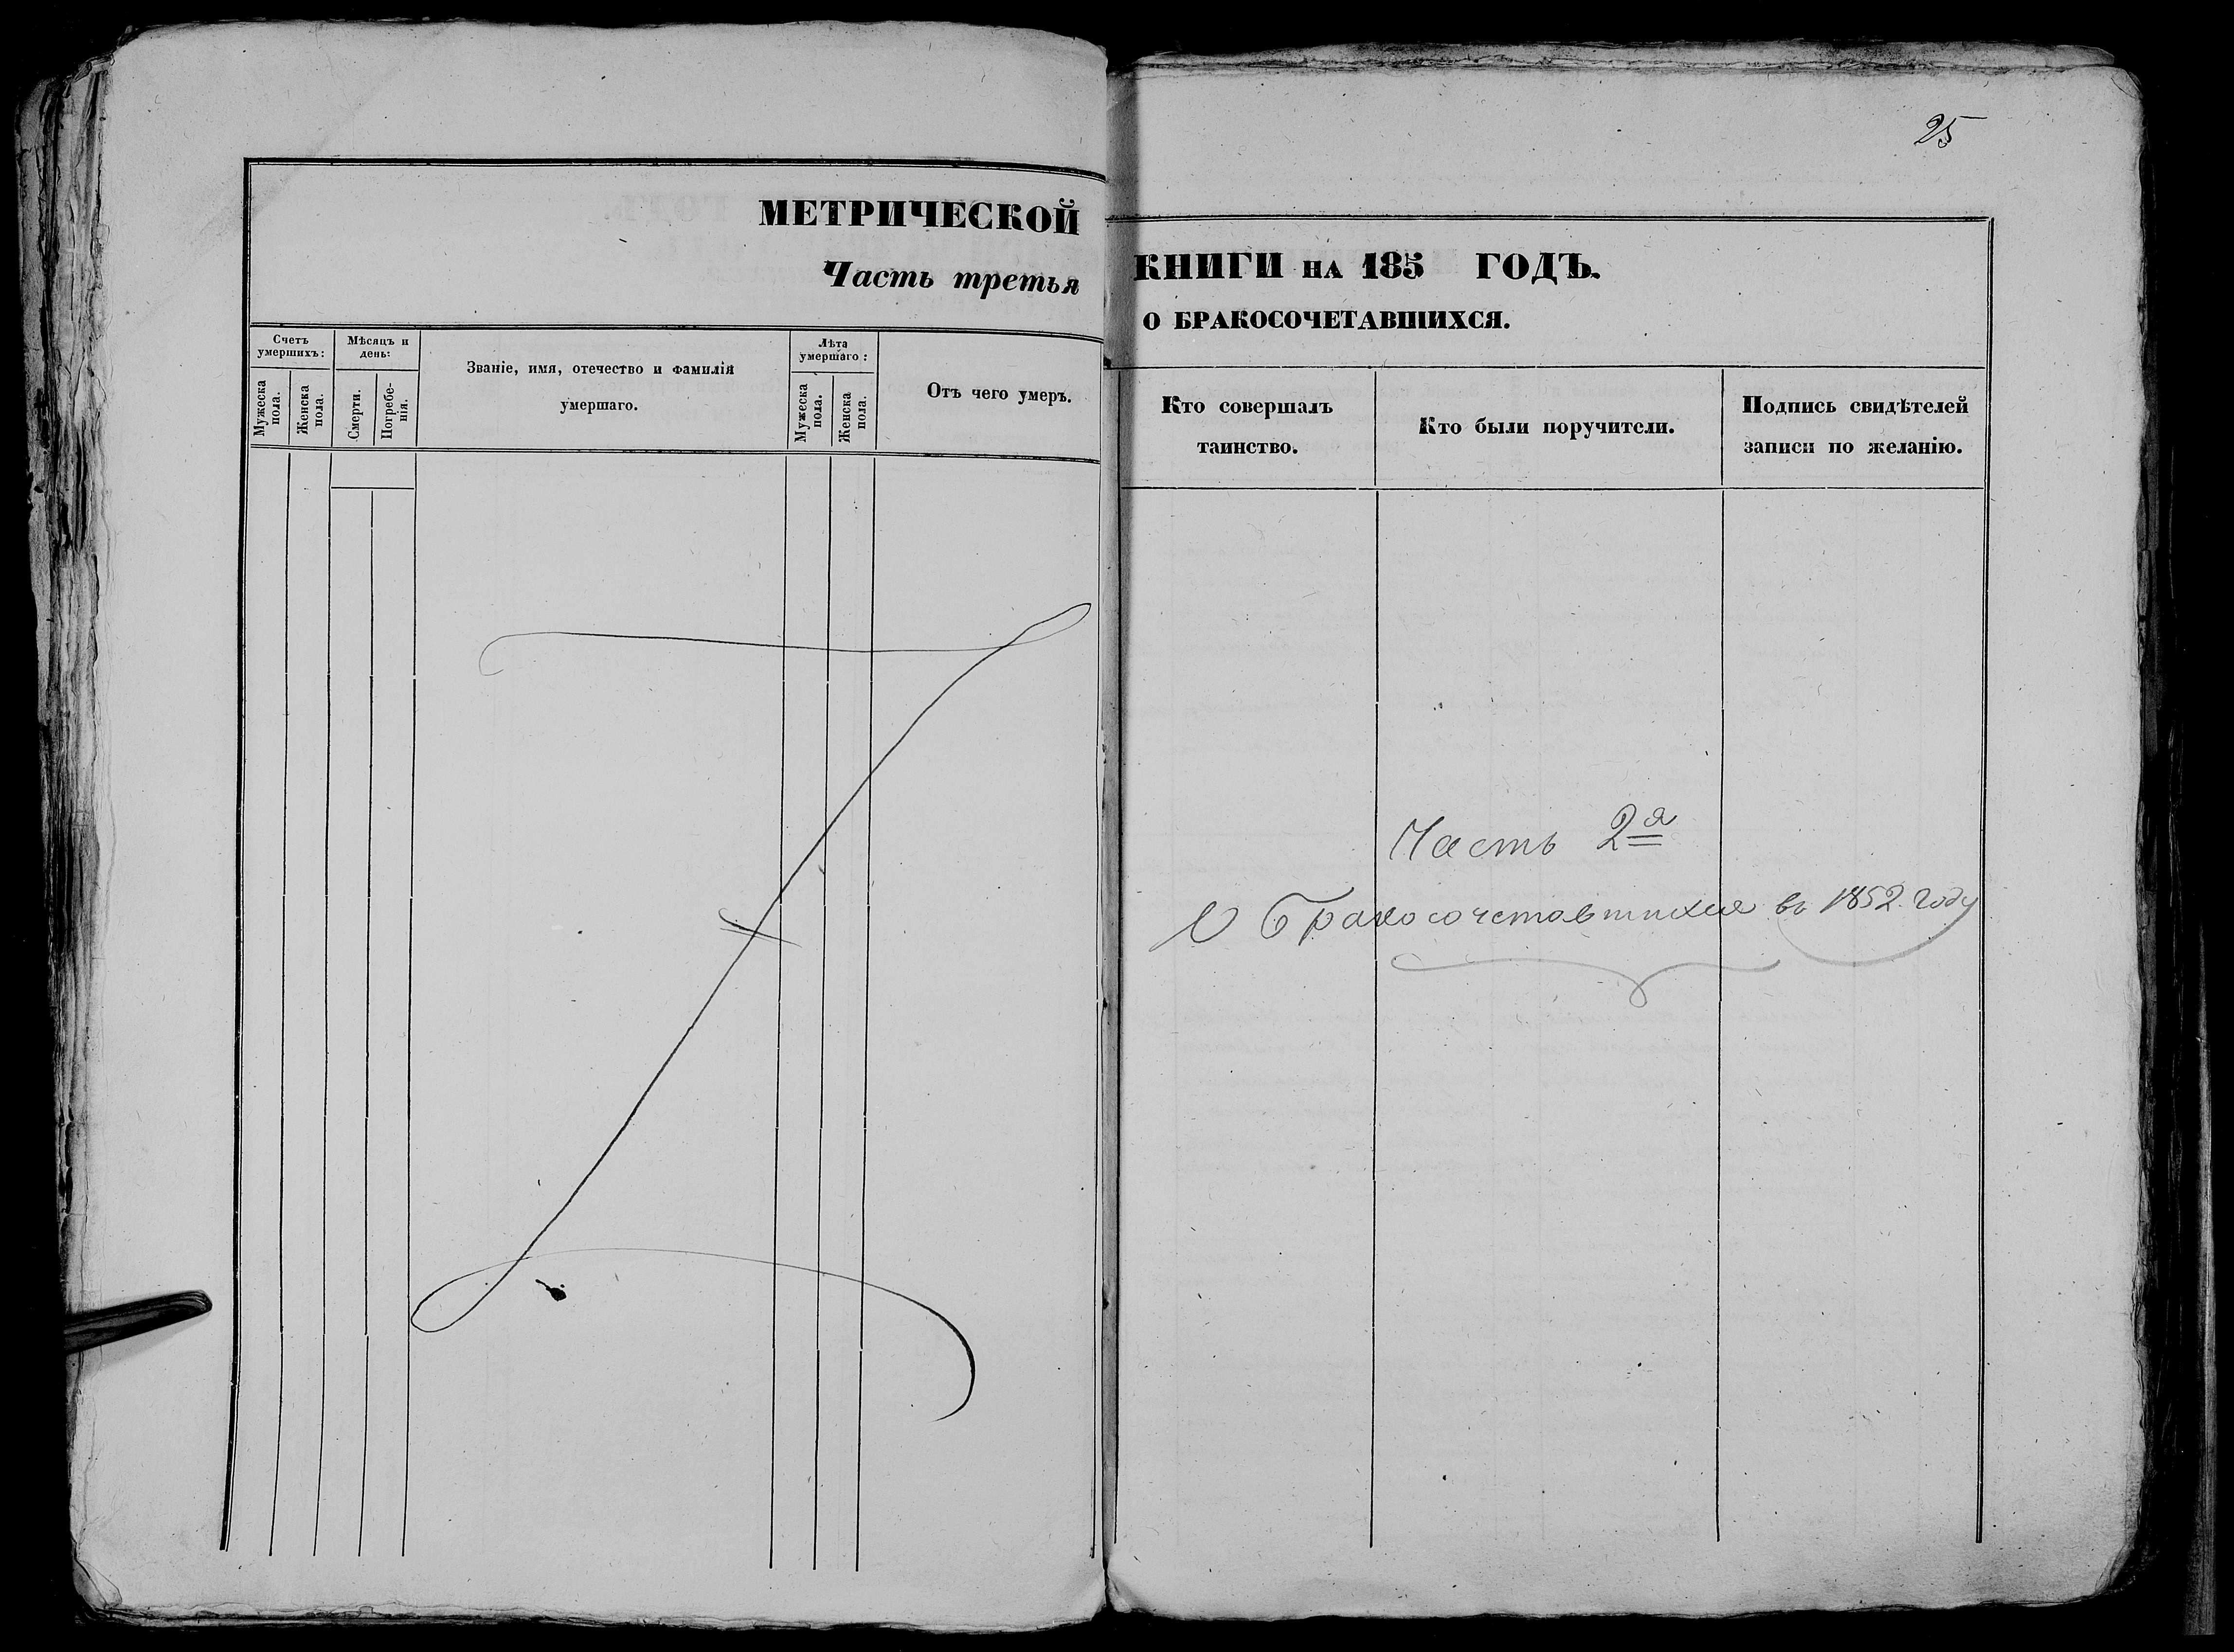 МЕТРИЧЕСКОЙ
Часть третья
Счетъ умершихъ:
Мужеска пола.
Женска пола.
Мѣсяцъ и день:
Смерти.
Погребе-
нія.
Званіе, имя, отечество и фамилія
умершаго.
Лѣта умершаго:
Мужеска пола.
Женска пола.
Отъ чего умеръ.
25
КНИГИ НА 185 ГОДЪ.
О БРАКОСОЧЕТАВШИХСЯ.
Кто совершалъ
таинство.
Кто были поручители.
Подпись свидѣтелей
записи по желанію.
Часть 2я
О бракосочетавшихся въ 1852 году